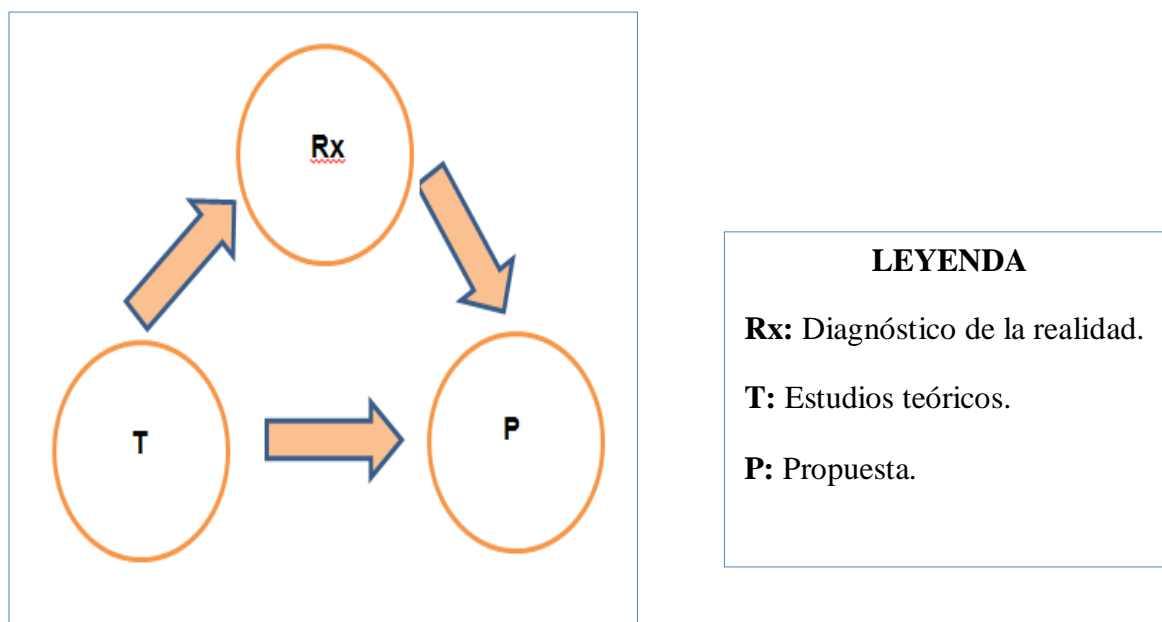 Rx
T
P
LEYENDA
Rx: Diagnóstico de la realidad.
T: Estudios teóricos.
P: Propuesta.